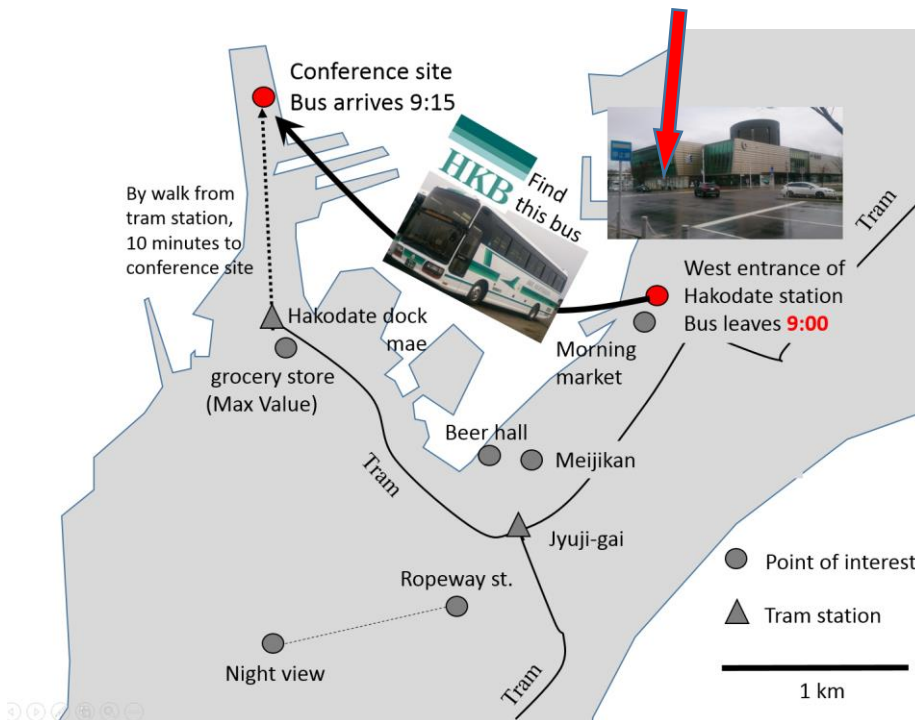 Conference site
Bus arrives 9:15
HKB
Find
this bus
By walk from
tram station,
10 minutes to
conference site
Tram
West entrance of
Hakodate station
Bus leaves 9:00
Hakodate dock
mae
Morning
market
grocery store
(Max Value)
Beer hall
Meijikan
Tram
Jyuji-gai
Ropeway st.
Night view
Tram
Point of interest
Tram station
1 km